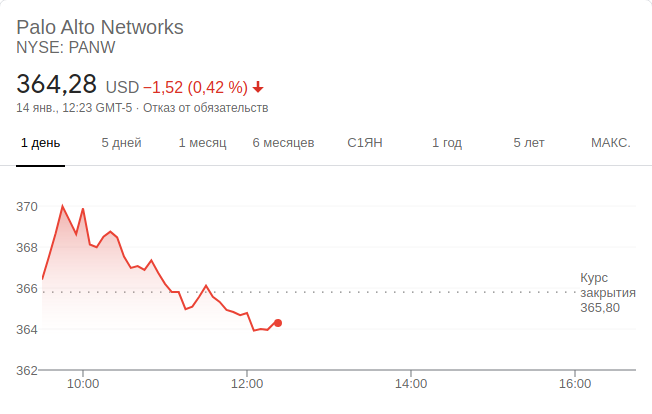 Palo Alto Networks
NYSE: PANW
364,28 USD −1,52 (0,42 %)
14 янв., 12:23 GMT-5 · Отказ от обязательств
1 день 5 дней 1 месяц 6 месяцев С1ЯН 1 год 5 лет МАКС.
370
368
366
364
362
Курс
закрытия
365,80
10:00 12:00 14:00 16:00